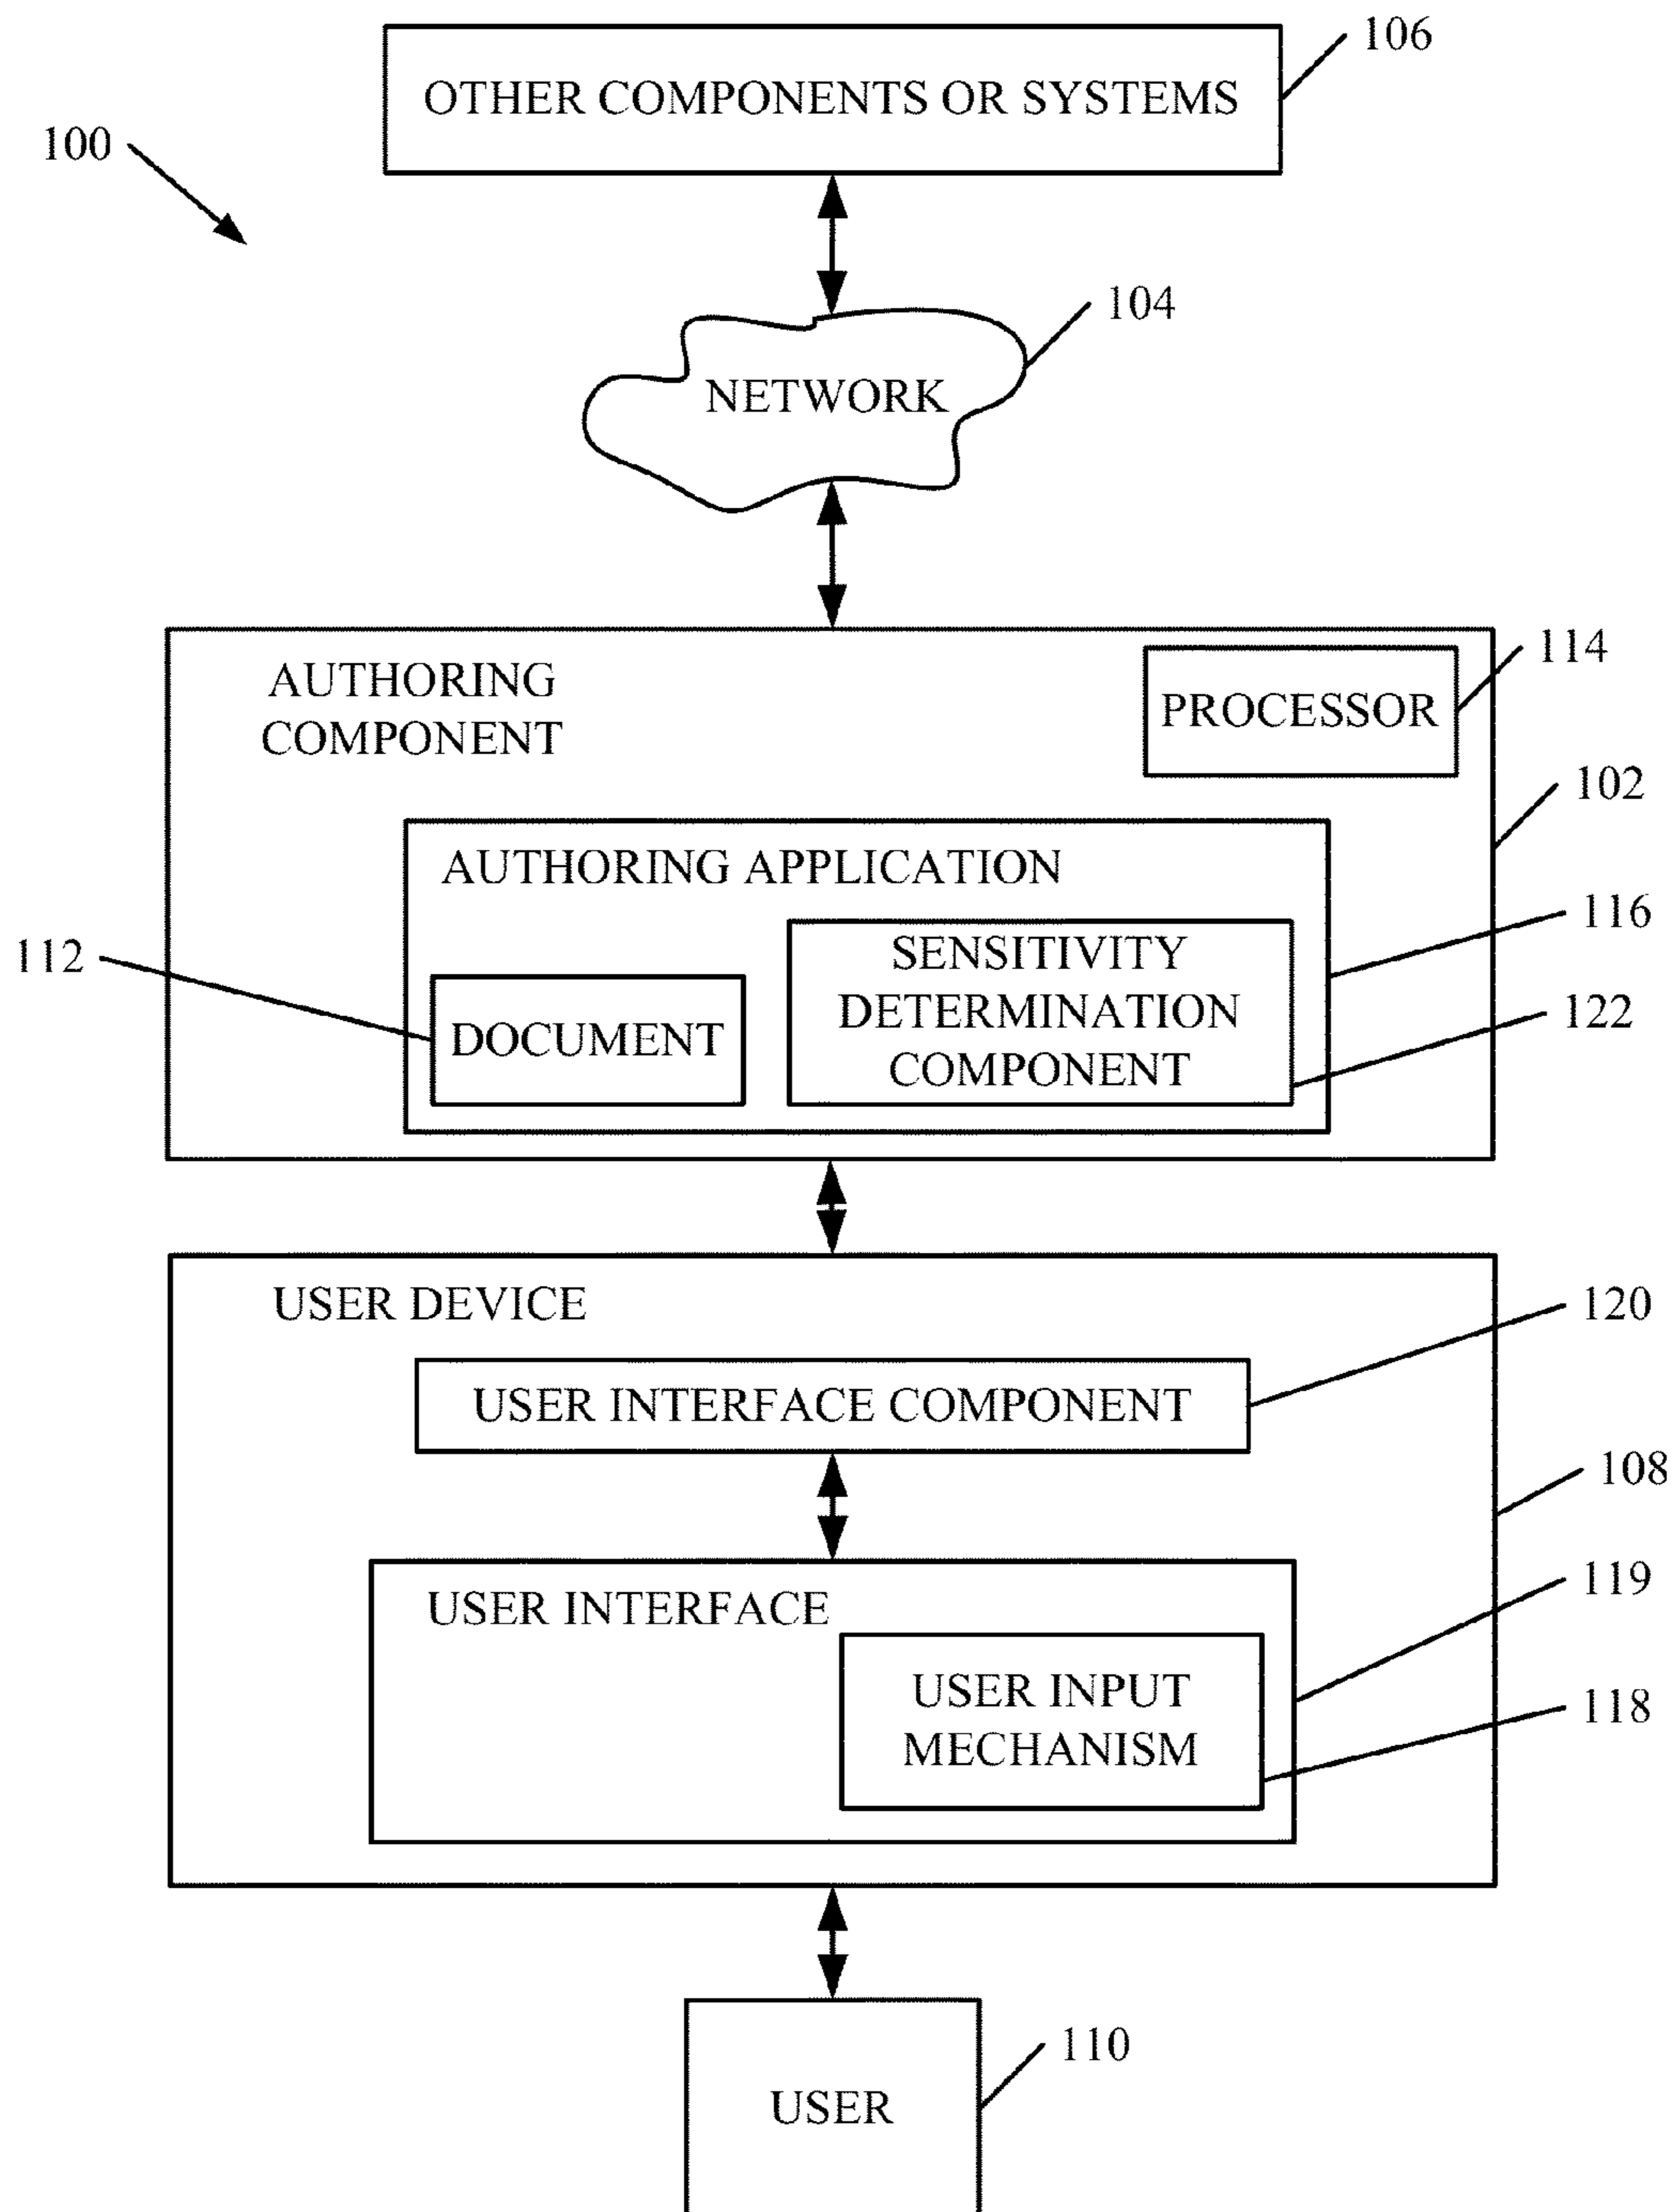 106
OTHER COMPONENTS OR SYSTEMS
100
104
NETWORK
AUTHORING
COMPONENT
114
PROCESSOR
102
AUTHORING APPLICATION
116
112
DOCUMENT
SENSITIVITY
DETERMINATION
COMPONENT
122
USER DEVICE
120
USER INTERFACE COMPONENT
108
USER INTERFACE
119
USER INPUT
MECHANISM
118
110
USER